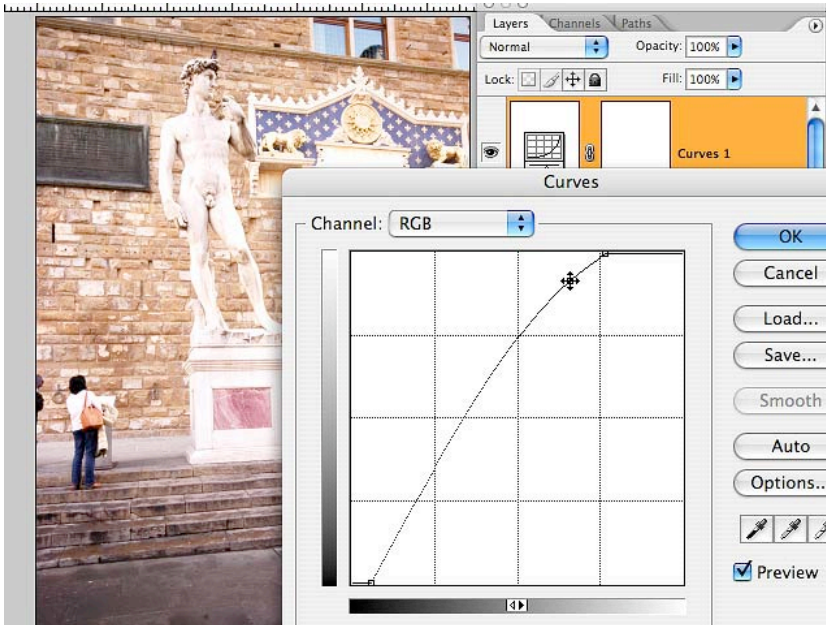 Layers Channels Paths
Normal Opacity: 100%
Lock: Fill: 100%
Curves 1
Curves
Channel: RGB
OK
Cancel
Load...
Save...
Smooth
Auto
Options..
Preview